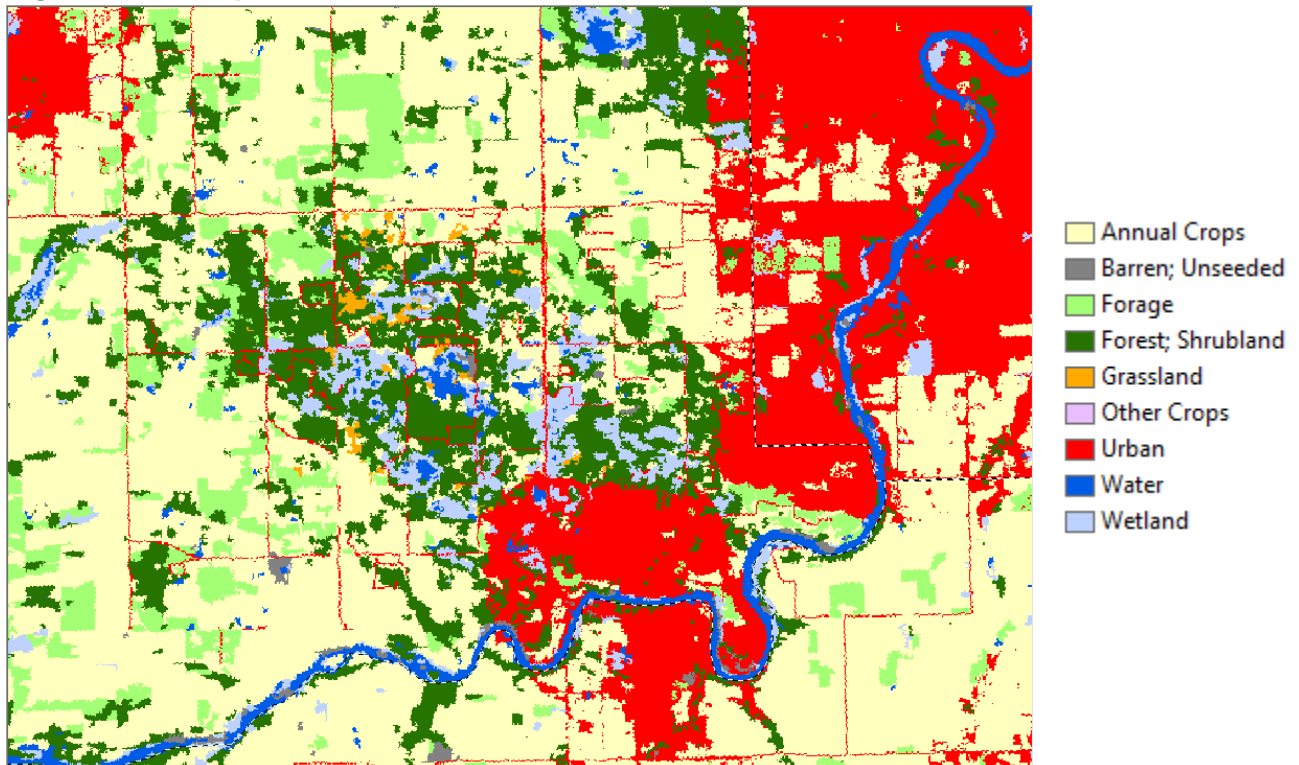 Annual Crops
Barren; Unseeded
Forage
Forest; Shrubland
Grassland
Other Crops
Urban
Water
Wetland